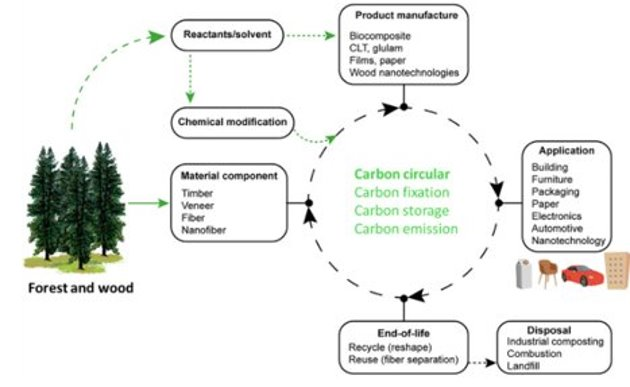 Reactants/solvent
Product manufacture
Biocomposite
CLT, glulam
Films, paper
Wood nanotechnologies
Chemical modification
Material component
Timber
Veneer
Fiber
Nanofiber
Carbon circular
Carbon fixation
Carbon storage
Carbon emission
Application
Building
Furniture
Packaging
Paper
Electronics
Automotive
Nanotechnology
Forest and wood
End-of-life
Recycle (reshape)
Reuse (fiber separation)
Disposal
Industrial composting
Combustion
Landfill